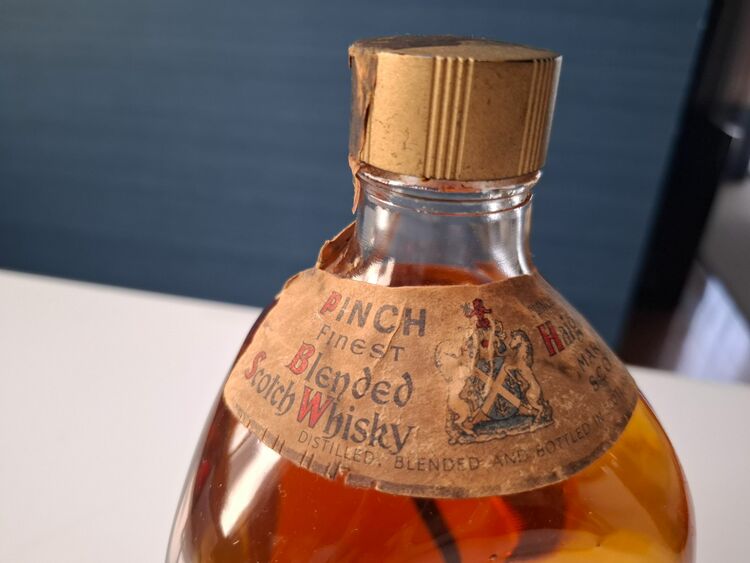 PINCH
FINEST
Blended
Scotch Whisky
DISTILLED, BLENDED AND BOTTLED IN